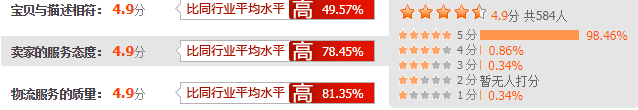 宝贝与描述相符: 4.9分 比同行业平均水平 高 49.57%
卖家的服务态度: 4.9分 比同行业平均水平 高 78.45%
物流服务的质量: 4.9分 比同行业平均水平 高 81.35%
4.9分 共584人
5分 98.46%
4分 0.86%
3分 0.34%
2分 暂无人打分
1分 0.34%